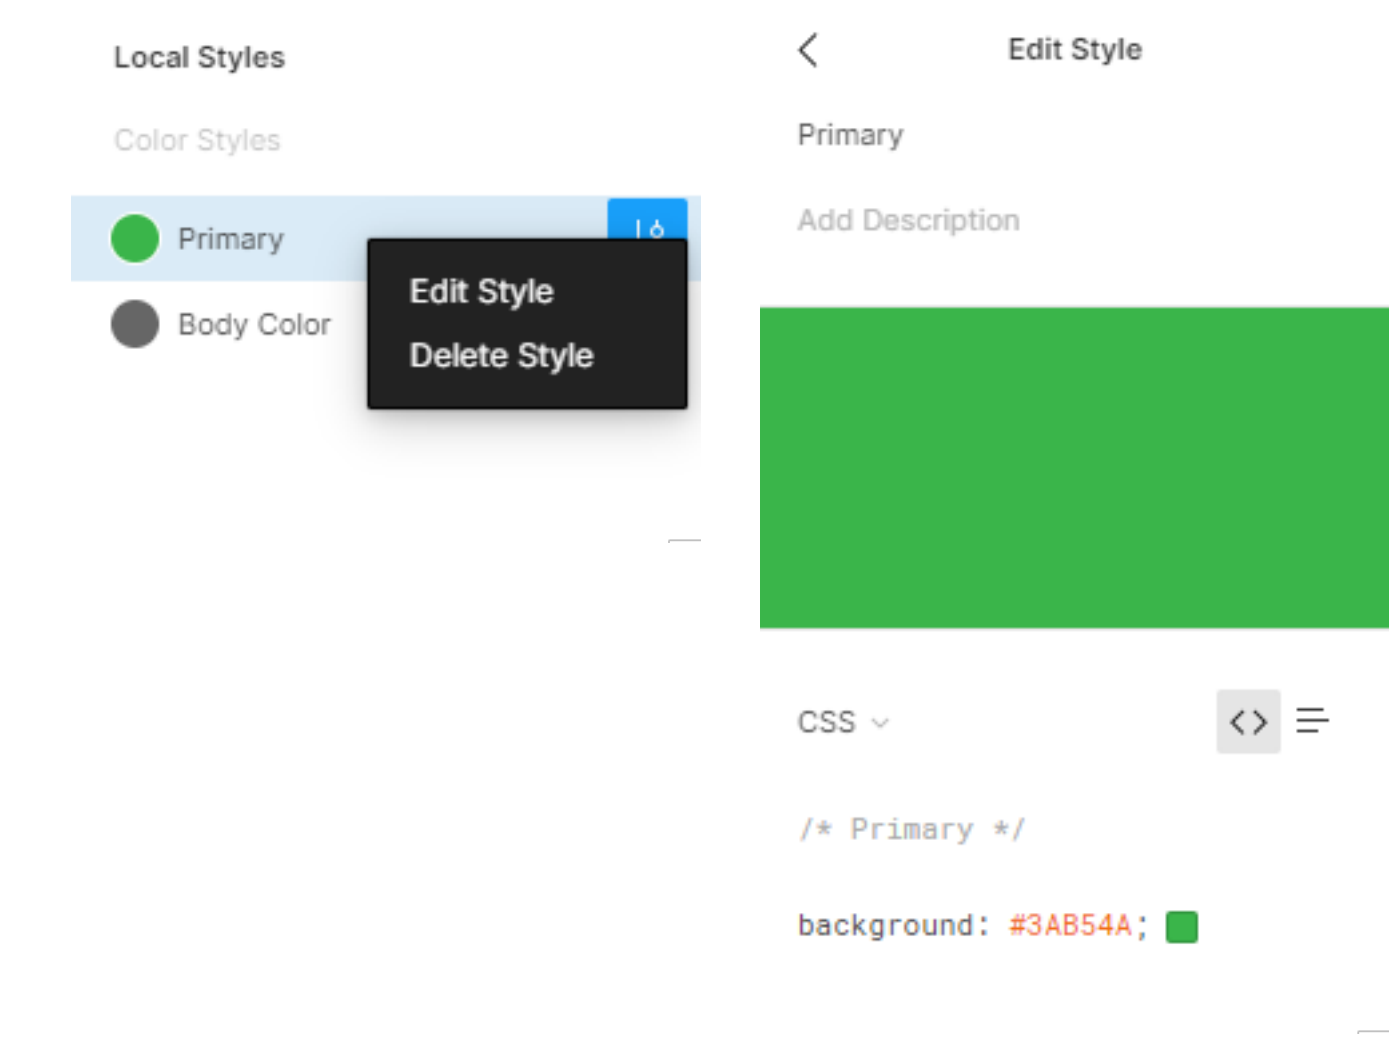 Local Styles
Color Styles
Primary
Body Color
Edit Style
Delete Style
Edit Style
Primary
Add Description
CSS
/* Primary */
background: #3AB54A;